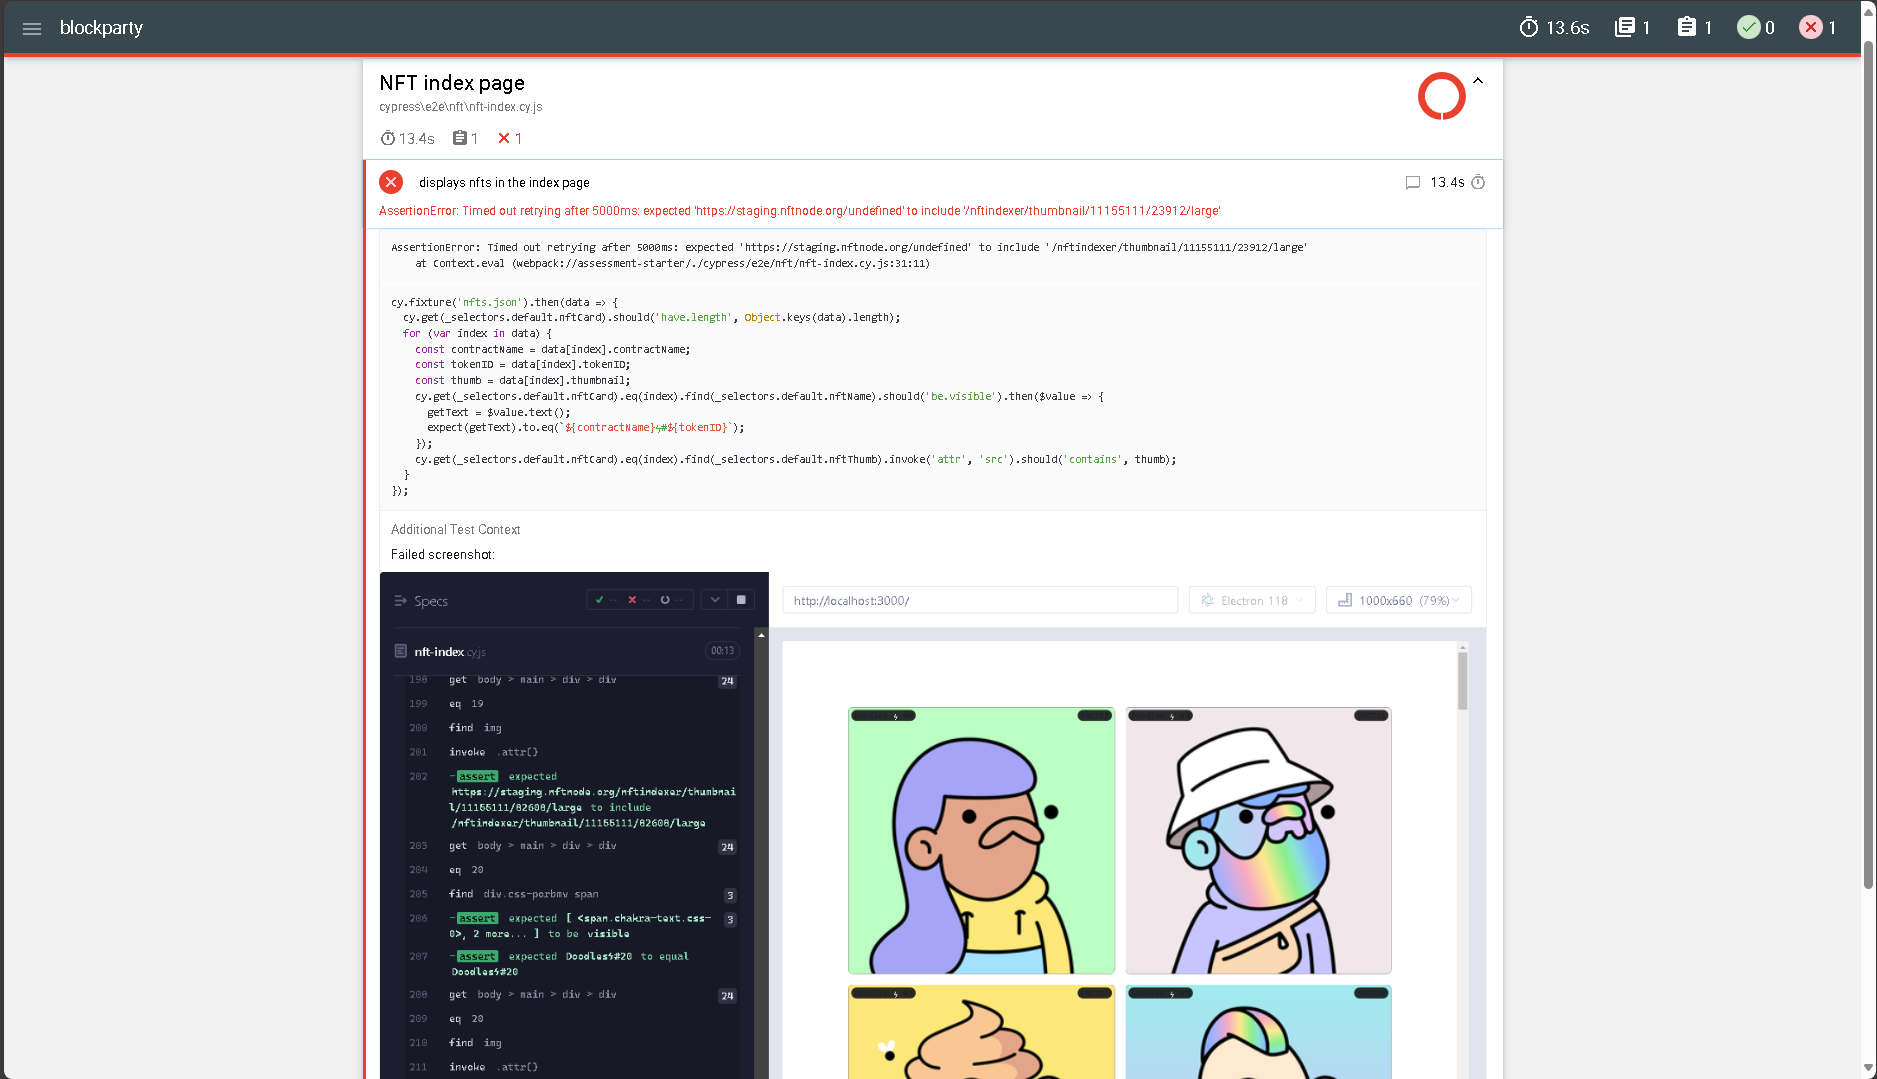 blockparty
13.6s 1 1 0 1
NFT index page
cypress\e2e\nft\nft-index.cy.js
13.4s 1 1
displays nfts in the index page
13.4s
AssertionError: Timed out retrying after 5000ms: expected 'https://staging.nftnode.org/undefined' to include '/nftindexer/thumbnail/11155111/23912/large'
AssertionError: Timed out retrying after 5000ms: expected 'https://staging.nftnode.org/undefined' to include '/nftindexer/thumbnail/11155111/23912/large'
at Context.eval (webpack://assessment-starter/./cypress/e2e/nft/nft-index.cy.js:31:11)
cy.fixture('nfts.json').then(data => {
cy.get(_selectors.default.nftCard).should('have.length', Object.keys(data).length);
for (var index in data) {
const contractName = data[index].contractName;
const tokenID = data[index].tokenID;
const thumb = data[index].thumbnail;
cy.get(_selectors.default.nftCard).eq(index).find(_selectors.default.nftName).should('be.visible').then($value => {
getText = $value.text();
expect(getText).to.eq(`${contractName}ϟ#${tokenID}`);
});
cy.get(_selectors.default.nftCard).eq(index).find(_selectors.default.nftThumb).invoke('attr', 'src').should('contains', thumb);
}
});
Additional Test Context
Failed screenshot:
Specs -- -- --
http://localhost:3000/
Electron 118
1000x660 (79%)
nft-index.cy.js 00:13
198 get body > main > div > div 24
199 eq 19
200 find img
201 invoke .attr()
202 -assert expected
https://staging.nftnode.org/nftindexer/thumbnai
l/11155111/82608/large to include
/nftindexer/thumbnail/11155111/82608/large
203 get body > main > div > div 24
204 eq 20
205 find div.css-porbmv span 3
206 -assert expected [ <span.chakra-text.css- 3
0>, 2 more... ] to be visible
207 -assert expected Doodlesϟ#20 to equal
Doodlesϟ#20
208 get body > main > div > div 24
209 eq 20
210 find img
211 invoke .attr()